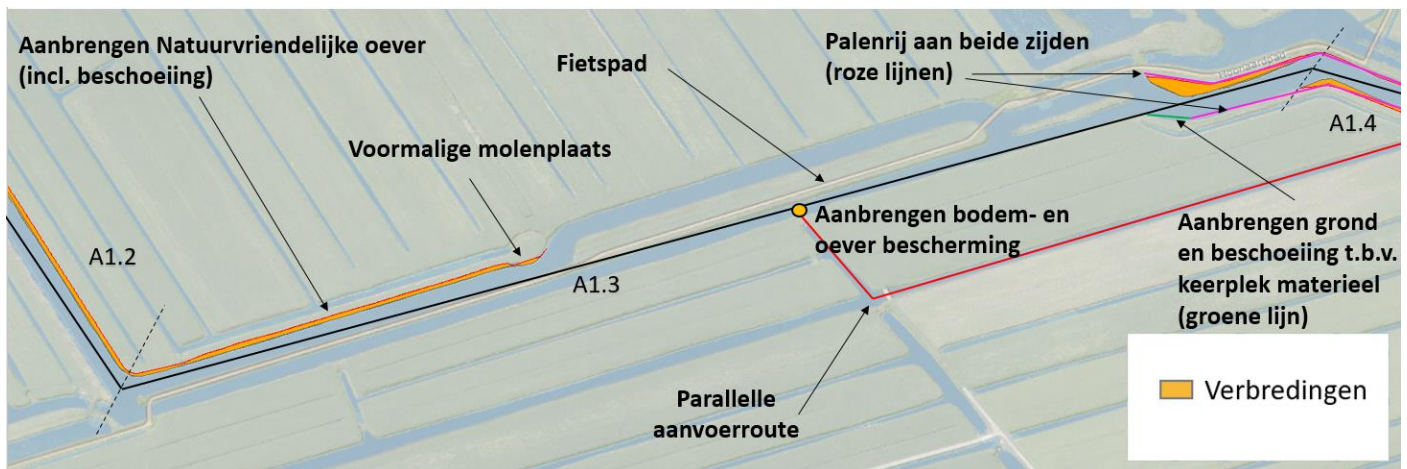 Aanbrengen Natuurvriendelijke oever
(incl. beschoeiing)
Fietspad
Palenrij aan beide zijden
(roze lijnen)
Voormalige molenplaats
A1.4
A1.2
Aanbrengen bodem- en
oever bescherming
A1.3
Aanbrengen grond
en beschoeiing t.b.v.
keerplek materieel
(groene lijn)
Parallelle
aanvoerroute
Verbredingen